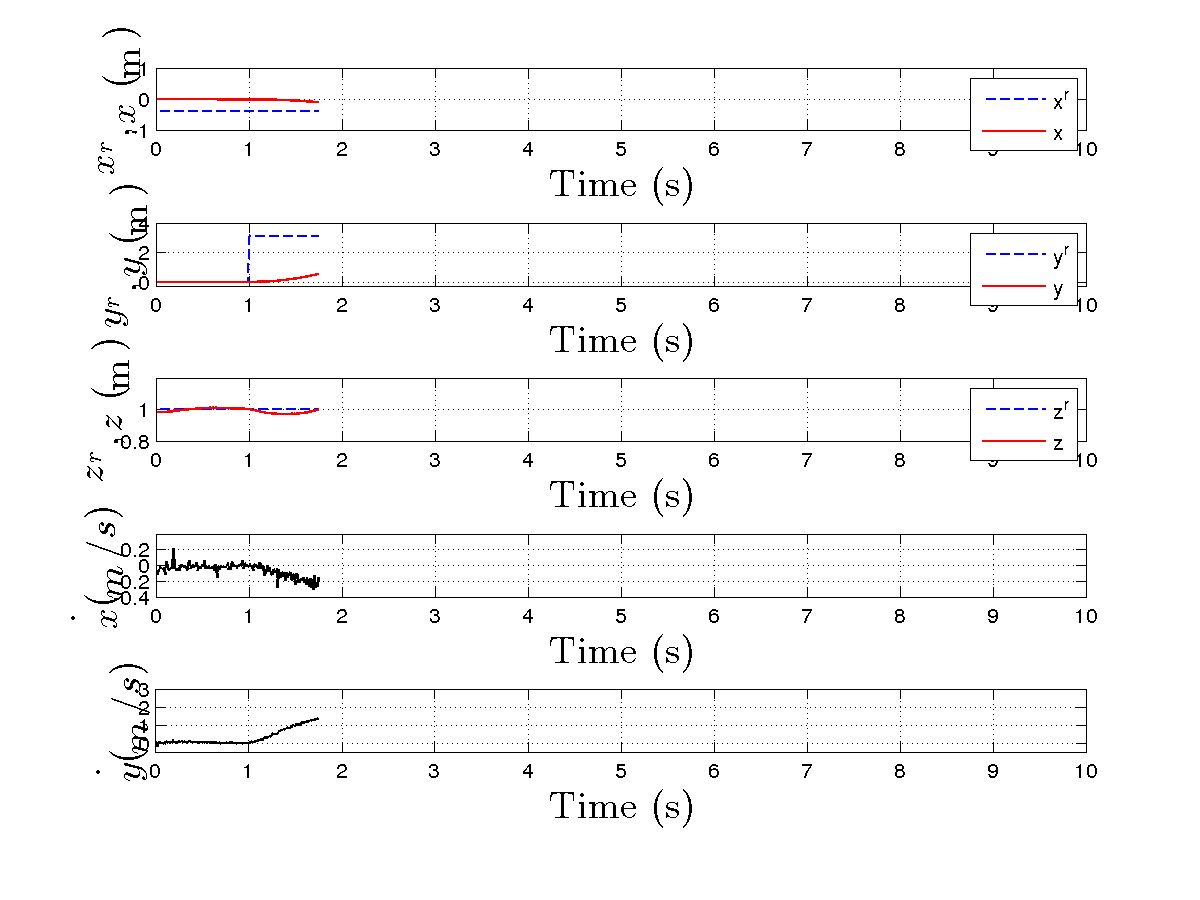 x^r, x (m)
1
0
-1
0 1 2 3 4 5 6 7 8 9 10
Time (s)
x^r
x
y^r, y (m)
4
2
0
0 1 2 3 4 5 6 7 8 9 10
Time (s)
y^r
y
z^r, z (m)
1
0.8
0 1 2 3 4 5 6 7 8 9 10
Time (s)
z^r
z
ẋ(m/s)
0.2
0
-0.2
-0.4
0 1 2 3 4 5 6 7 8 9 10
Time (s)
ẏ(m/s)
3
2
1
0
0 1 2 3 4 5 6 7 8 9 10
Time (s)